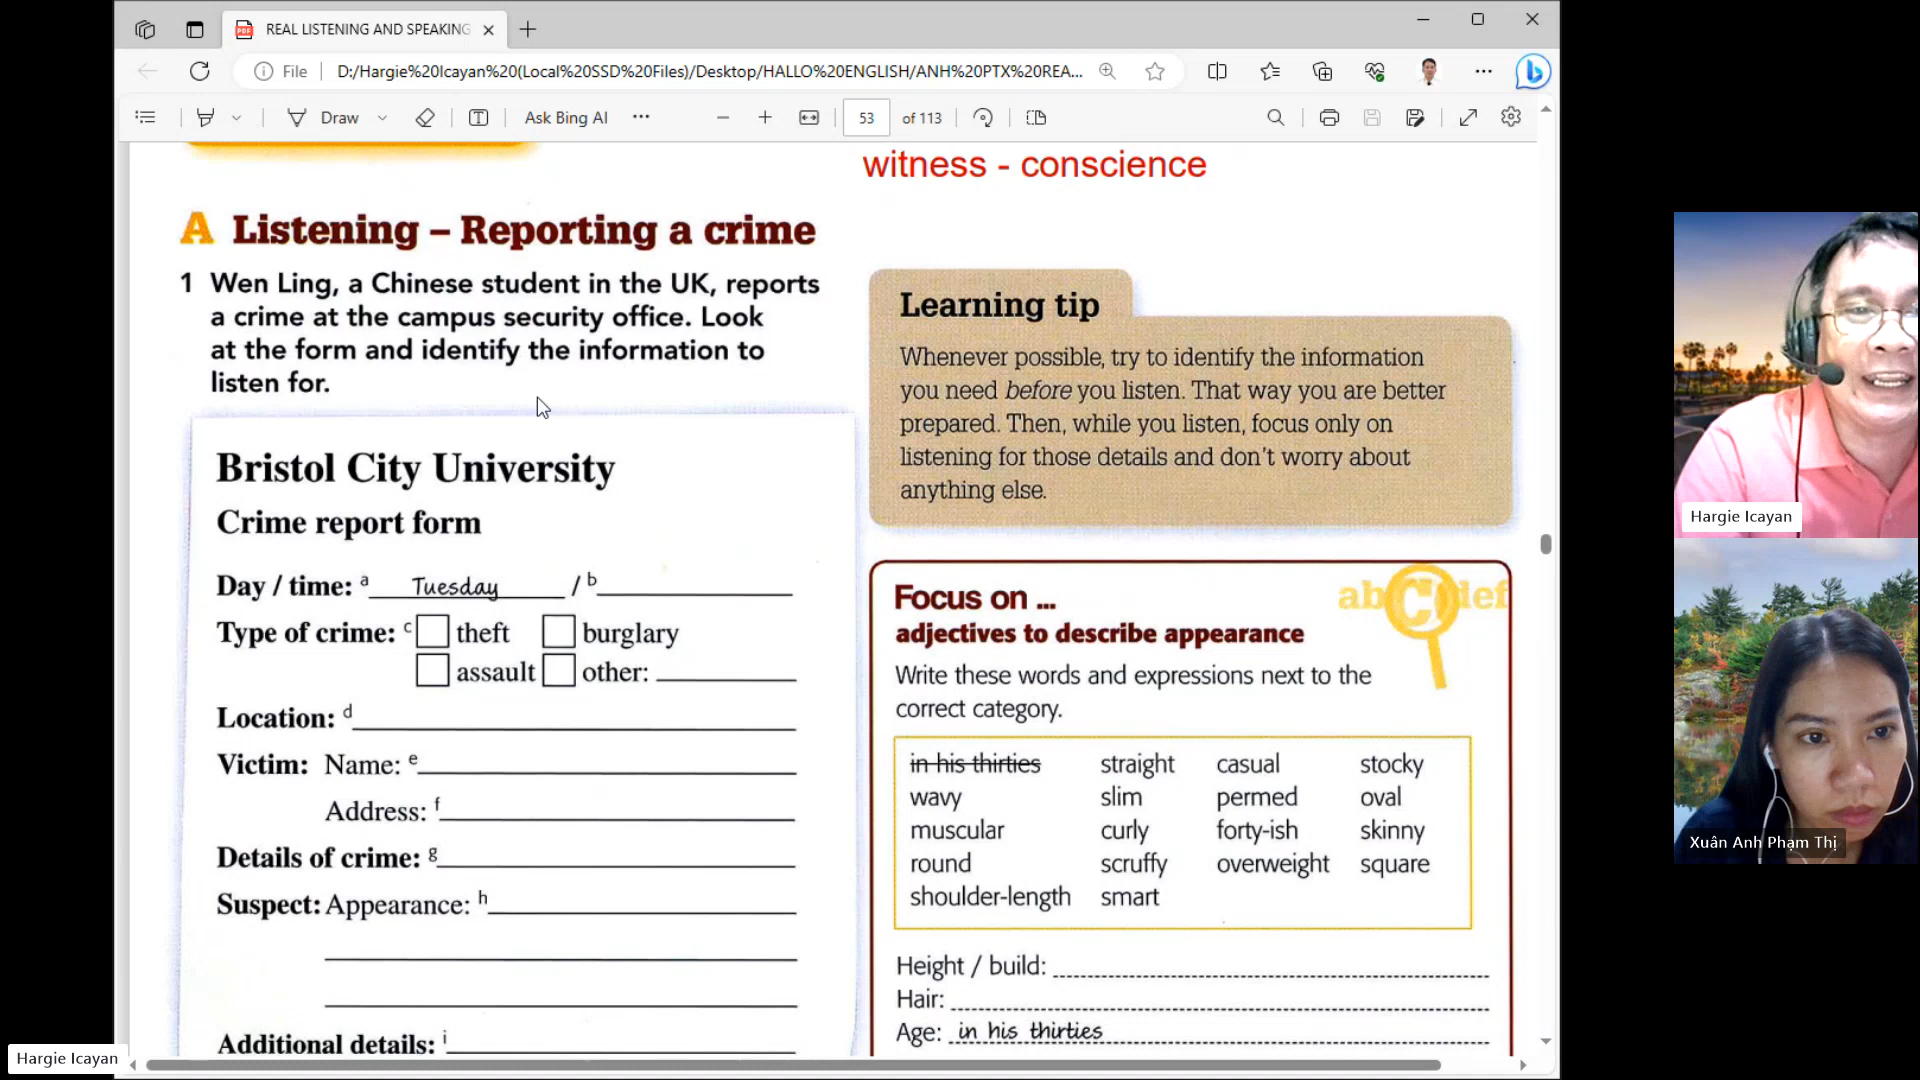 REAL LISTENING AND SPEAKING
File
D:/Hargie%20Icayan%20(Local%20SSD%20Files)/Desktop/HALLO%20ENGLISH/ANH%20PTX%20REA...
Draw
Ask Bing AI
53 of 113
witness - conscience
A Listening – Reporting a crime
1 Wen Ling, a Chinese student in the UK, reports
a crime at the campus security office. Look
at the form and identify the information to
listen for.
Bristol City University
Crime report form
Day / time: a Tuesday / b
Type of crime: c theft burglary
assault other:
Location: d
Victim: Name: e
Address: f
Details of crime: g
Suspect: Appearance: h
Additional details: i
Learning tip
Whenever possible, try to identify the information
you need before you listen. That way you are better
prepared. Then, while you listen, focus only on
listening for those details and don't worry about
anything else.
Focus on ...
adjectives to describe appearance
abCdef
Write these words and expressions next to the
correct category.
in his thirties straight casual stocky
wavy slim permed oval
muscular curly forty-ish skinny
round scruffy overweight square
shoulder-length smart
Height / build:
Hair:
Age: in his thirties
Hargie Icayan
Xuân Anh Phạm Thị
Hargie Icayan